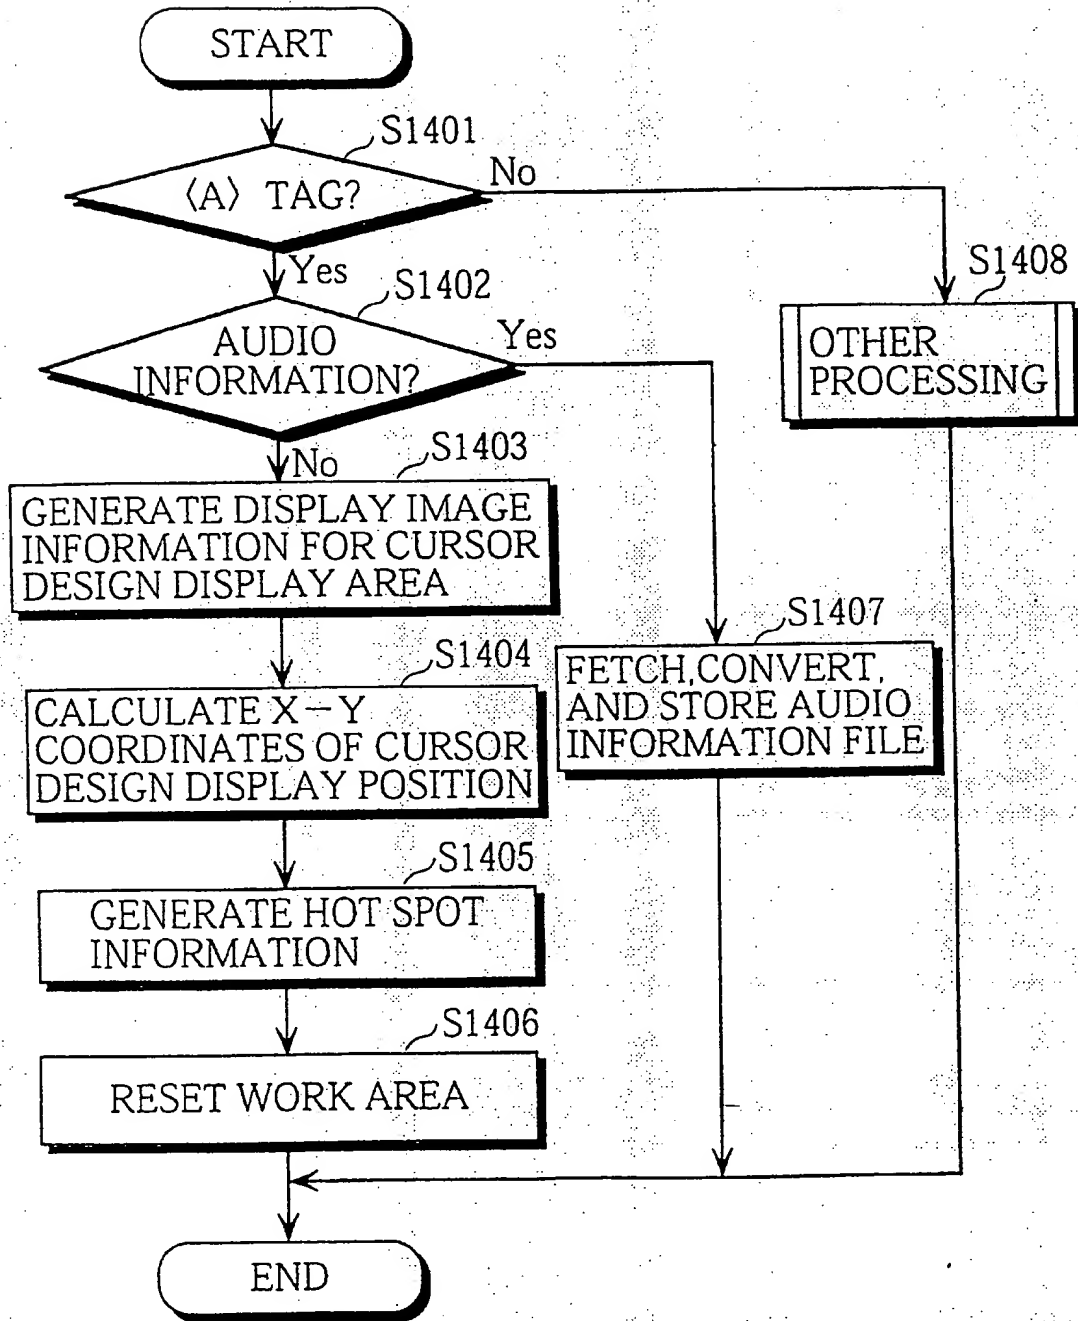 START
S1401
⟨A⟩ TAG?
No
Yes
S1402
S1408
AUDIO
INFORMATION?
Yes
OTHER
PROCESSING
No
S1403
GENERATE DISPLAY IMAGE
INFORMATION FOR CURSOR
DESIGN DISPLAY AREA
S1407
FETCH,CONVERT,
AND STORE AUDIO
INFORMATION FILE
S1404
CALCULATE X-Y
COORDINATES OF CURSOR
DESIGN DISPLAY POSITION
S1405
GENERATE HOT SPOT
INFORMATION
S1406
RESET WORK AREA
END